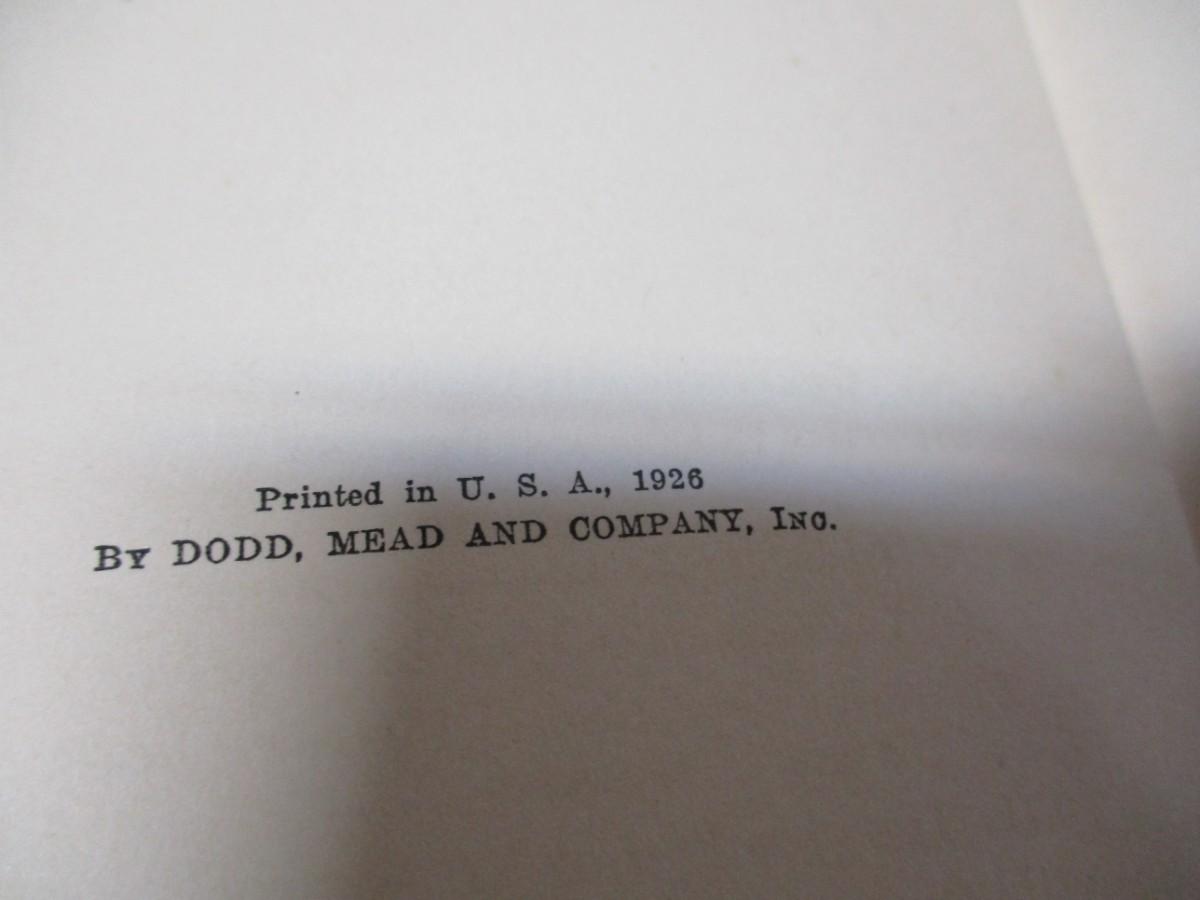 Printed in U. S. A., 1926
By DODD, MEAD AND COMPANY, Inc.